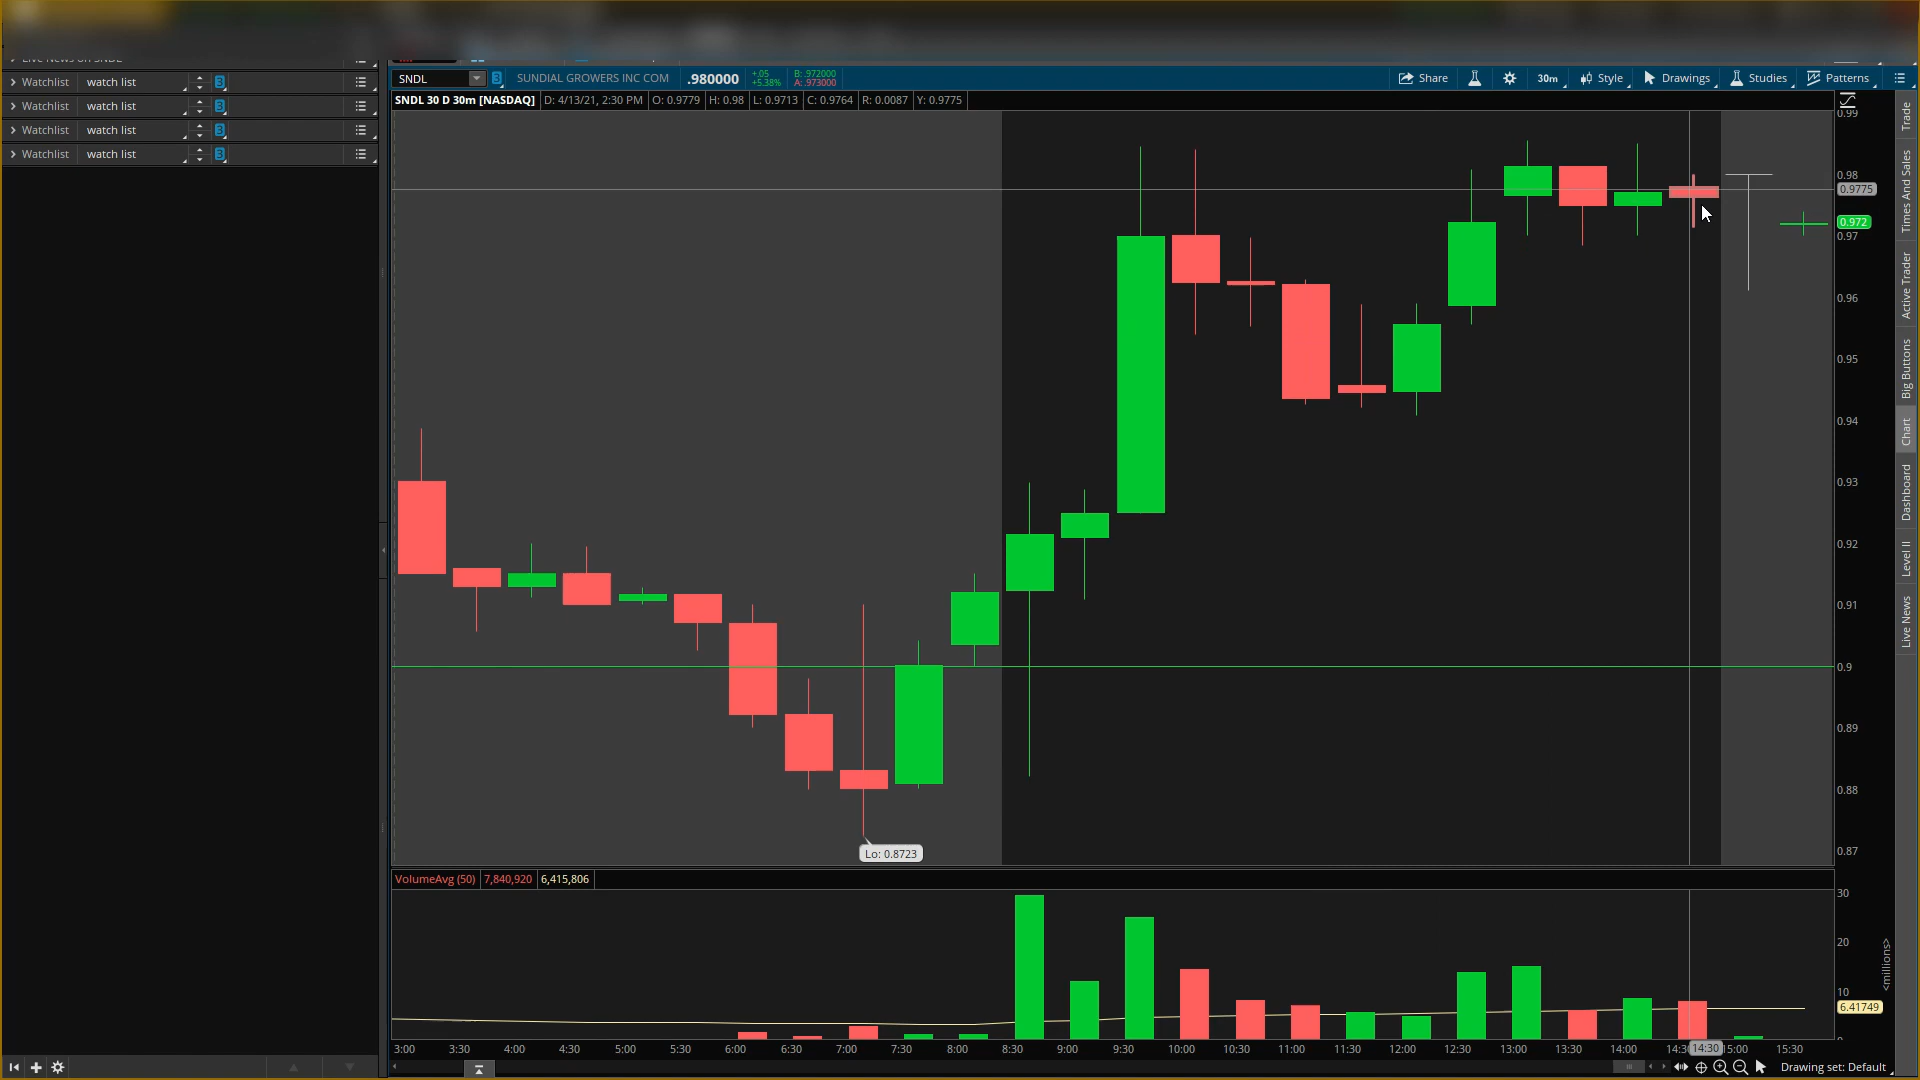 Watchlist watch list 3
Watchlist watch list 3
Watchlist watch list 3
Watchlist watch list 3
SNDL 3 SUNDIAL GROWERS INC COM .980000 +.05 +5.38% B: .972000 A: .973000 Share 30m Style Drawings Studies Patterns
SNDL 30 D 30m [NASDAQ] D: 4/13/21, 2:30 PM O: 0.9779 H: 0.98 L: 0.9713 C: 0.9764 R: 0.0087 Y: 0.9775
0.99
0.98
0.9775
0.972
0.97
0.96
0.95
0.94
0.93
0.92
0.91
0.9
0.89
0.88
0.87
Lo: 0.8723
Trade
Times And Sales
Active Trader
Big Buttons
Chart
Dashboard
Level II
Live News
VolumeAvg (50) 7,840,920 6,415,806
30
20
10
6.41749
<millions>
3:00 3:30 4:00 4:30 5:00 5:30 6:00 6:30 7:00 7:30 8:00 8:30 9:00 9:30 10:00 10:30 11:00 11:30 12:00 12:30 13:00 13:30 14:00 14:30 15:00 15:30
Drawing set: Default